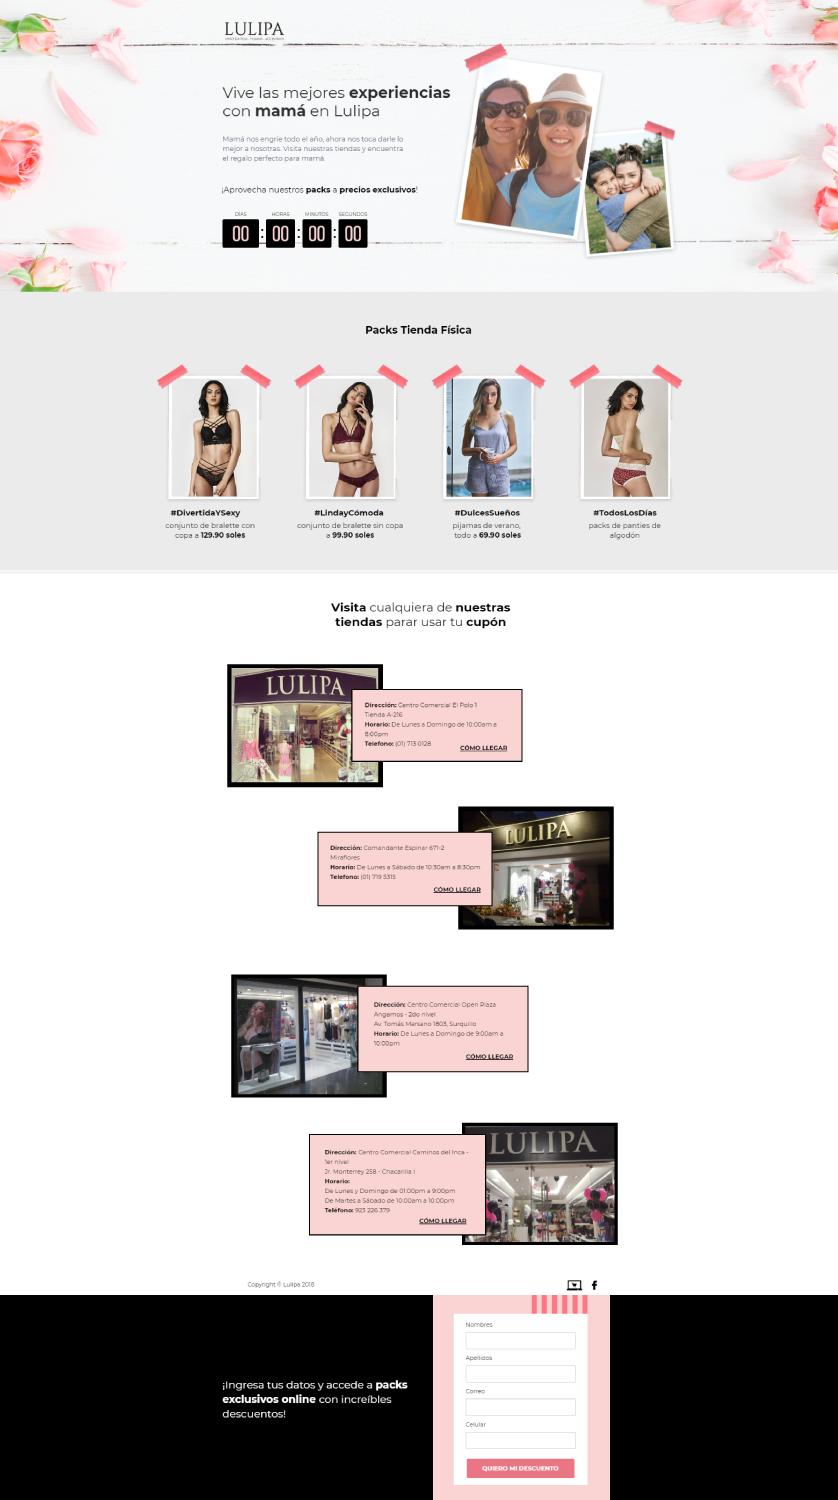 LULIPA
Vive las mejores experiencias
con mamá en Lulipa
Mamá nos engríe todo el año, ahora nos toca darle lo
mejor a nosotras. Visita nuestras tiendas y encuentra
el regalo perfecto para mamá.
¡Aprovecha nuestros packs a precios exclusivos!
DÍAS HORAS MINUTOS SEGUNDOS
00 : 00 : 00 : 00
Packs Tienda Física
#DivertidaYSexy
conjunto de bralette con
copa a 129.90 soles
#LindayCómoda
conjunto de bralette sin copa
a 99.90 soles
#DulcesSueños
pijamas de verano,
todo a 69.90 soles
#TodosLosDías
packs de panties de
algodón
Visita cualquiera de nuestras
tiendas parar usar tu cupón
LULIPA
Dirección: Centro Comercial El Polo 1
Tienda A-216
Horario: De Lunes a Domingo de 10:00am a
8:00pm
Telefono: (01) 713 0128
CÓMO LLEGAR
LULIPA
Dirección: Comandante Espinar 671-2
Miraflores
Horario: De Lunes a Sábado de 10:30am a 8:30pm
Telefono: (01) 719 5315
CÓMO LLEGAR
Dirección: Centro Comercial Open Plaza
Angamos - 2do nivel
Av. Tomás Marsano 1803, Surquillo
Horario: De Lunes a Domingo de 9:00am a
10:00pm
CÓMO LLEGAR
LULIPA
Dirección: Centro Comercial Caminos del Inca -
1er nivel
Jr. Monterrey 258 - Chacarilla I
Horario:
De Lunes y Domingo de 01:00pm a 9:00pm
De Martes a Sábado de 10:00am a 10:00pm
Teléfono: 923 226 379
CÓMO LLEGAR
Copyright © Lulipa 2018
¡Ingresa tus datos y accede a packs
exclusivos online con increíbles
descuentos!
Nombres
Apellidos
Correo
Celular
QUIERO MI DESCUENTO